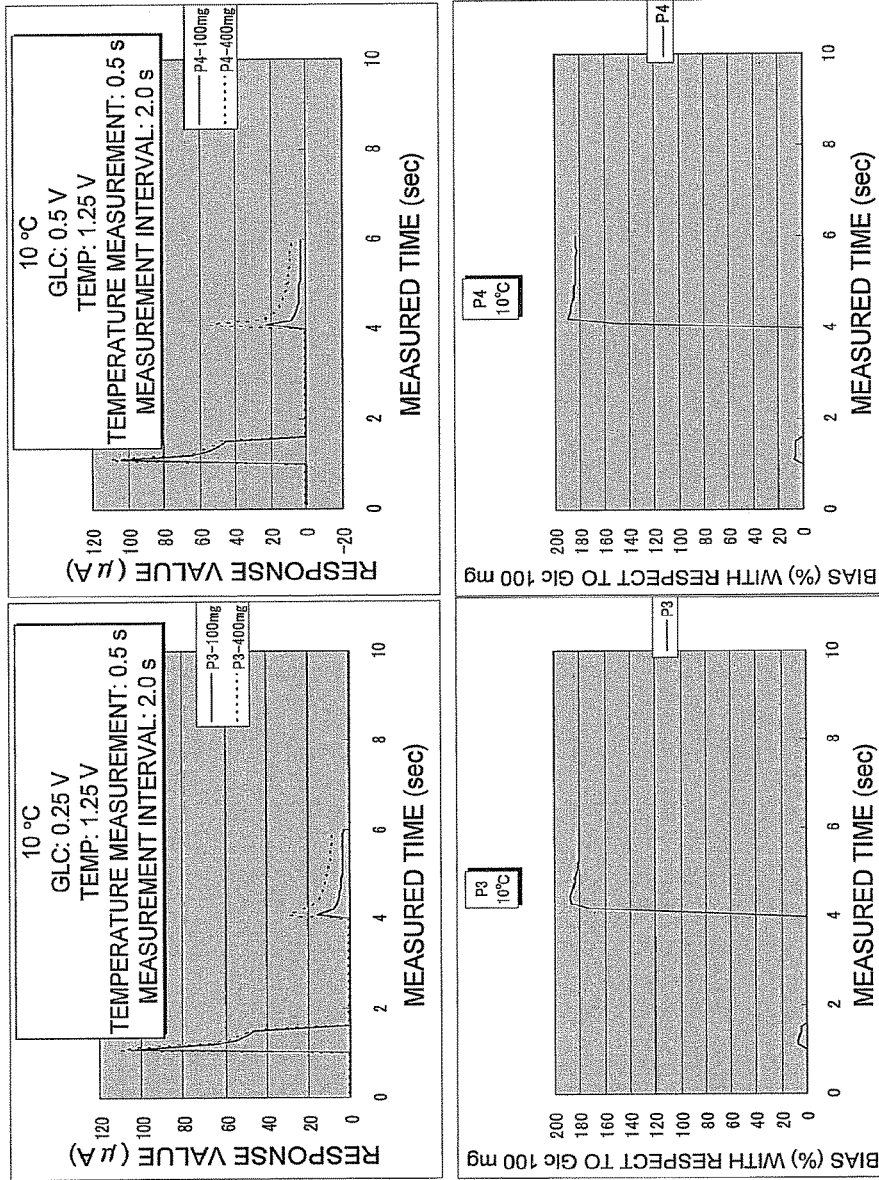 10 °C
GLC: 0.25 V
TEMP: 1.25 V
TEMPERATURE MEASUREMENT: 0.5 s
MEASUREMENT INTERVAL: 2.0 s
P3-100mg
P3-400mg
RESPONSE VALUE (μA)
120
100
80
60
40
20
0
0 2 4 6 8 10
MEASURED TIME (sec)
10 °C
GLC: 0.5 V
TEMP: 1.25 V
TEMPERATURE MEASUREMENT: 0.5 s
MEASUREMENT INTERVAL: 2.0 s
P4-100mg
P4-400mg
RESPONSE VALUE (μA)
120
100
80
60
40
20
0
-20
0 2 4 6 8 10
MEASURED TIME (sec)
P3
10°C
P3
BIAS (%) WITH RESPECT TO Glc 100 mg
200
180
160
140
120
100
80
60
40
20
0
0 2 4 6 8 10
MEASURED TIME (sec)
P4
10°C
P4
BIAS (%) WITH RESPECT TO Glc 100 mg
200
180
160
140
120
100
80
60
40
20
0
0 2 4 6 8 10
MEASURED TIME (sec)